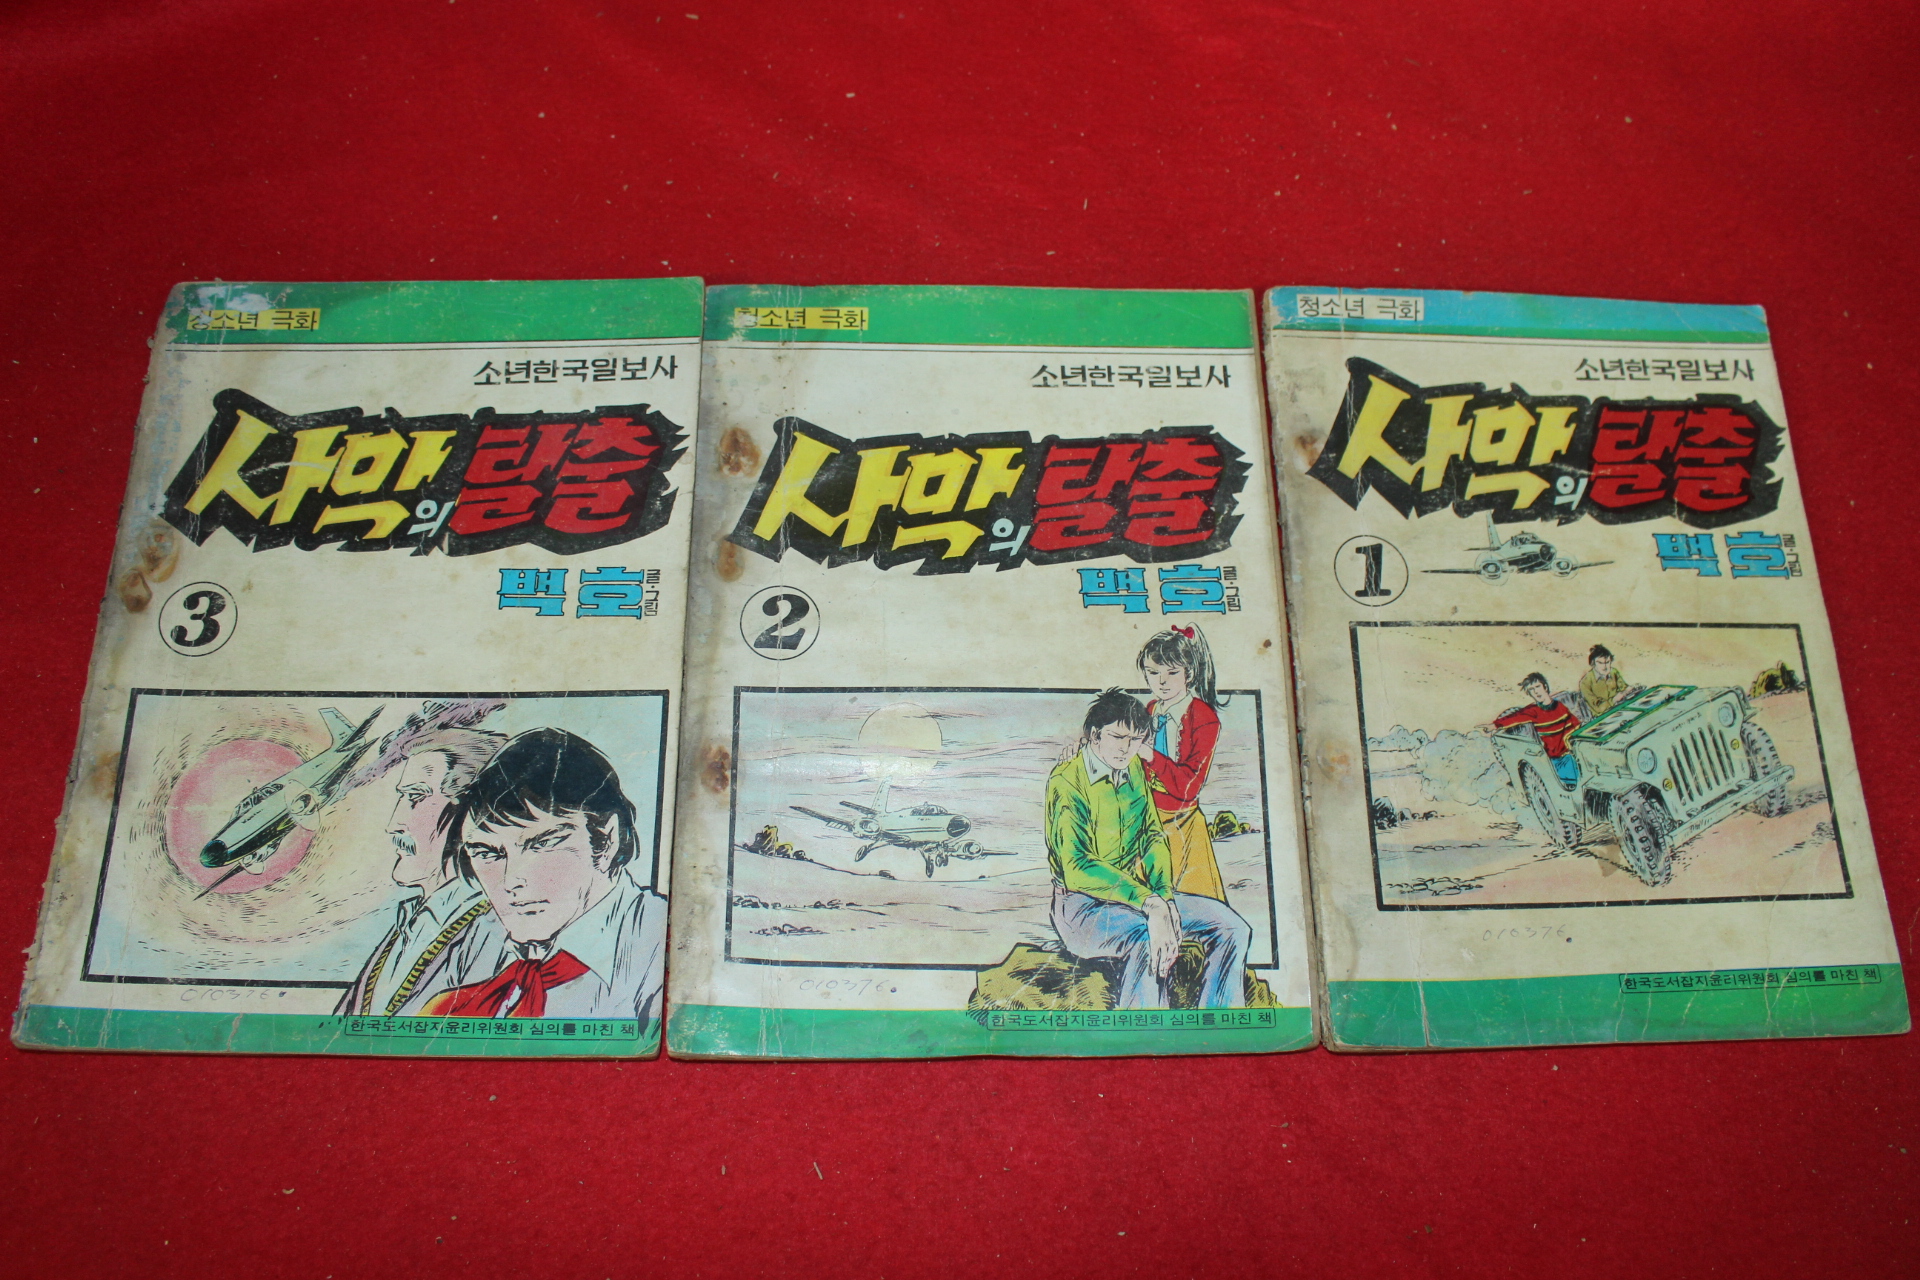 청소년 극화
소년한국일보사
사막의 탈출
백호 글·그림
3
010376.
한국도서잡지윤리위원회 심의를 마친 책
청소년 극화
소년한국일보사
사막의 탈출
백호 글·그림
2
010376.
한국도서잡지윤리위원회 심의를 마친 책
청소년 극화
소년한국일보사
사막의 탈출
1
백호 글·그림
010376.
한국도서잡지윤리위원회 심의를 마친 책